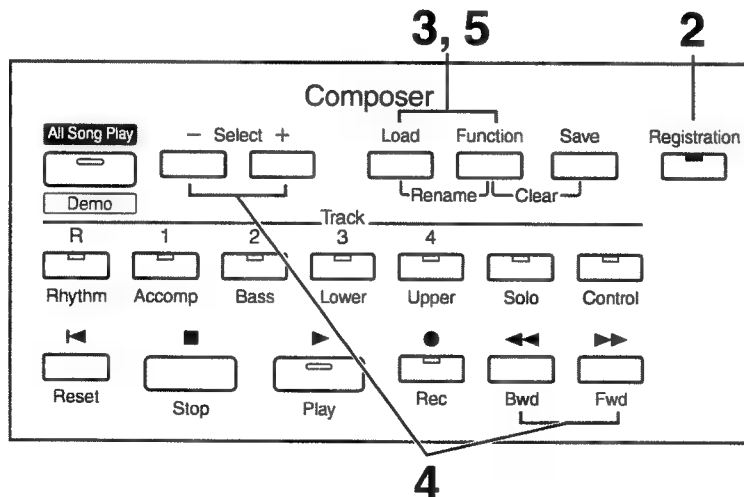 3, 5 2
Composer
All Song Play
− Select +
Load Function Save Registration
Demo
Rename Clear
Track
R 1 2 3 4
Rhythm Accomp Bass Lower Upper Solo Control
Reset Stop Play Rec Bwd Fwd
4